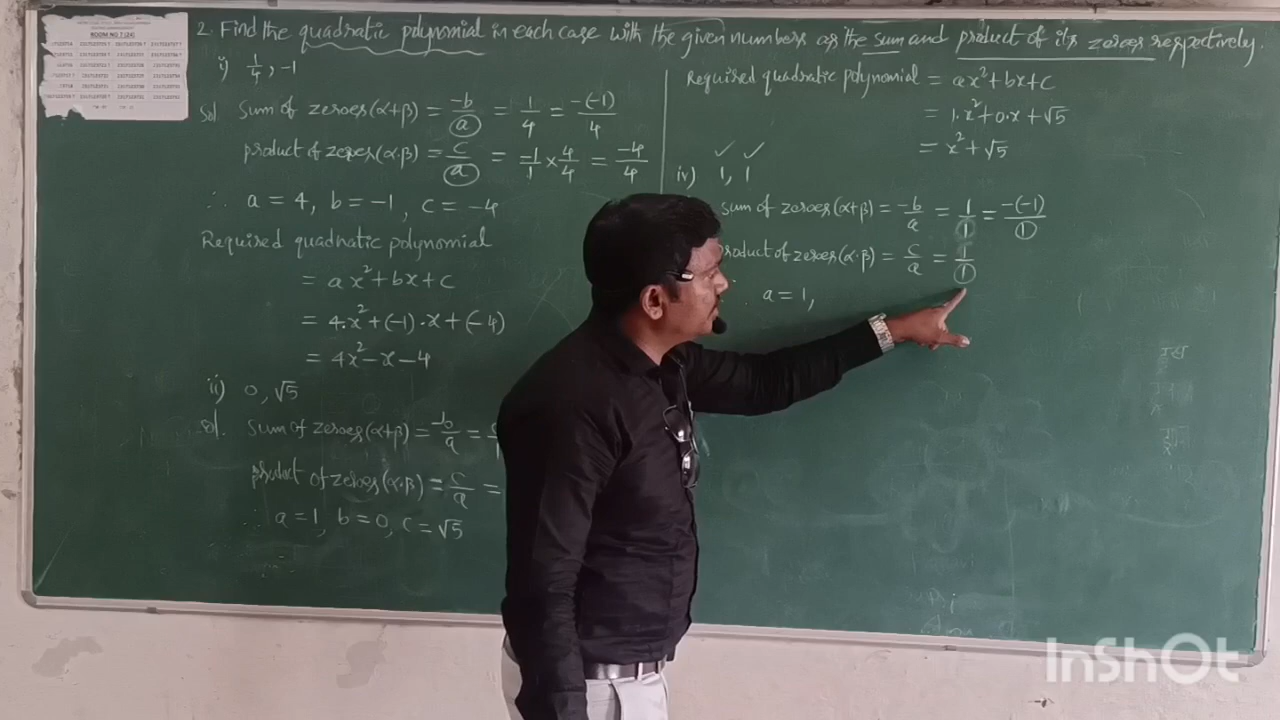 2. Find the quadratic polynomial in each case with the given numbers as the sum and product of its zeroes respectively.
i) 1/4, -1
Sol. Sum of zeroes(α+β) = -b/a = 1/4 = -(-1)/4
product of zeroes(α·β) = c/a = -1/1 × 4/4 = -4/4
∴ a = 4, b = -1, c = -4
Required quadratic polynomial
= ax²+bx+c
= 4·x²+(-1)·x+(-4)
= 4x²-x-4
ii) 0, √5
Sol. Sum of zeroes(α+β) = -b/a =
product of zeroes(α·β) = c/a =
∴ a = 1, b = 0, c = √5
Required quadratic polynomial = ax²+bx+c
= 1·x²+0·x+√5
= x²+√5
iv) 1, 1
sum of zeroes(α+β) = -b/a = 1/1 = -(-1)/1
product of zeroes(α·β) = c/a = 1/1
a = 1,
ROOM NO 7 (24)
InShOt